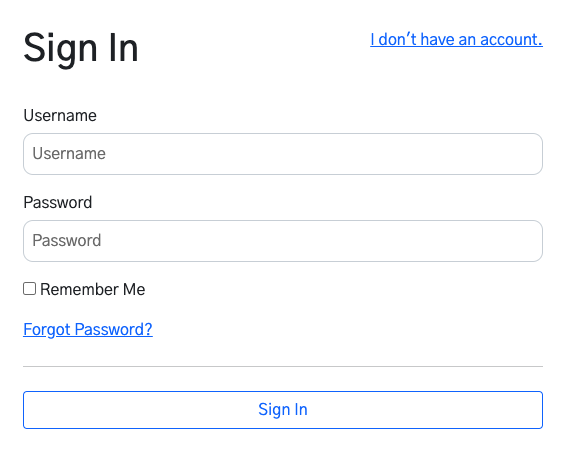 Sign In
I don't have an account.
Username
Username
Password
Password
Remember Me
Forgot Password?
Sign In